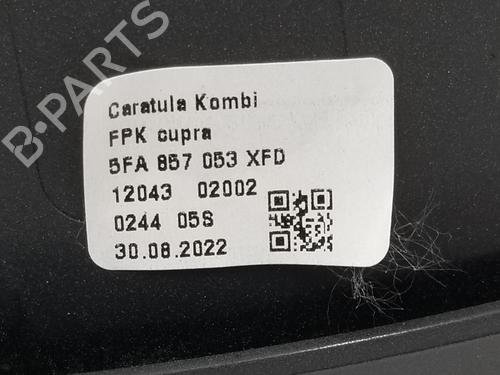 B-PARTS
Caratula Kombi
FPK cupra
5FA 857 053 XFD
12043 02002
0244 05S
30.08.2022